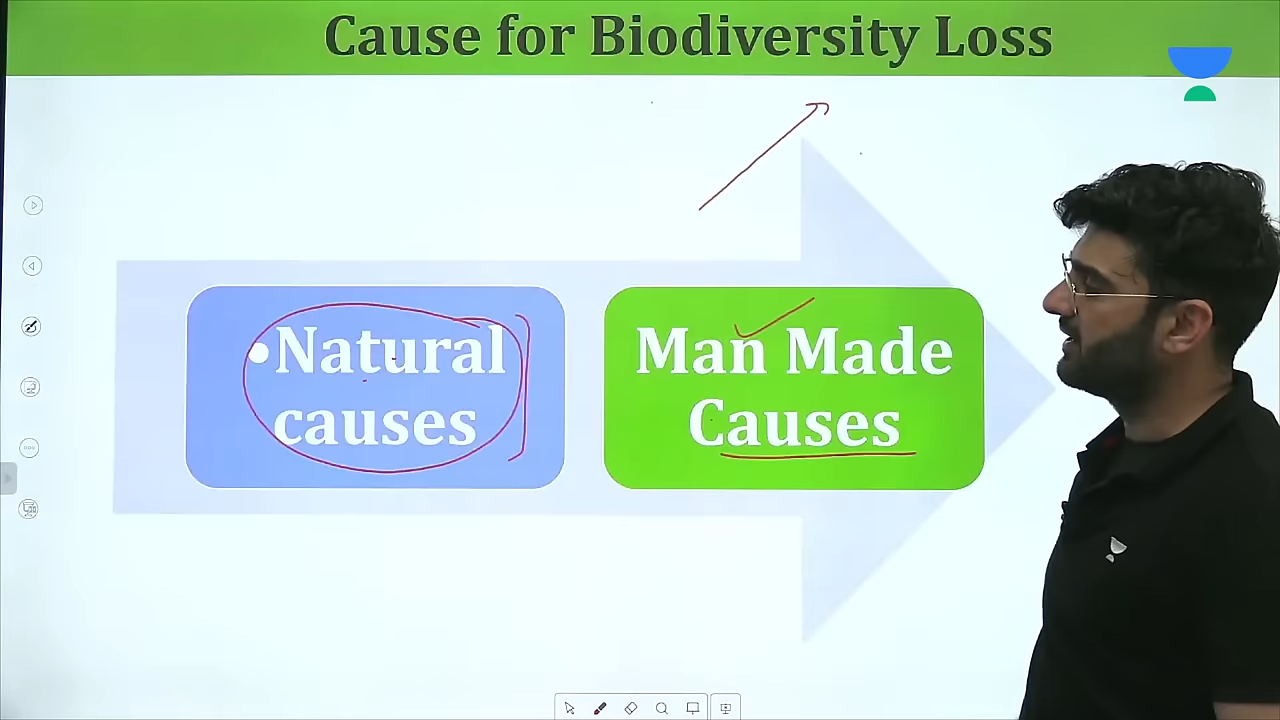 Cause for Biodiversity Loss
•Natural
causes
Man Made
Causes